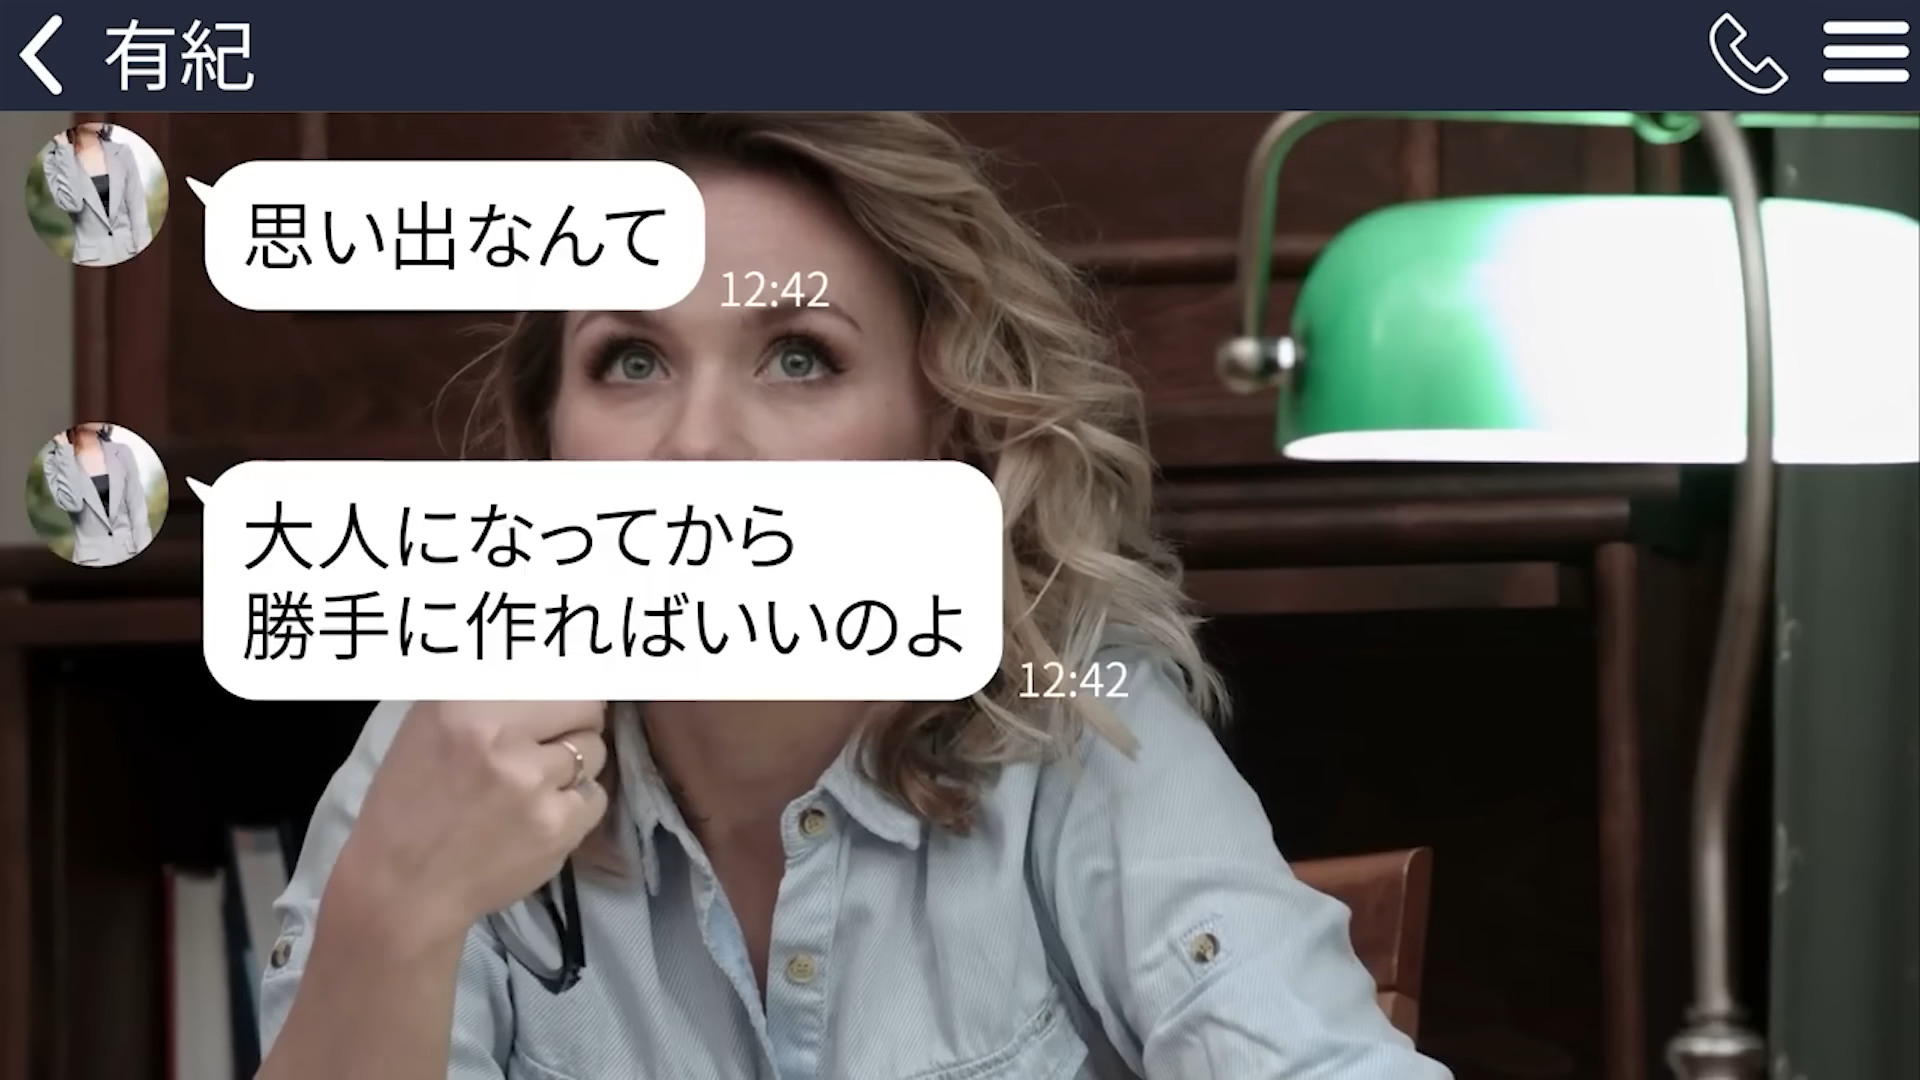 有紀
思い出なんて
12:42
大人になってから
勝手に作ればいいのよ
12:42